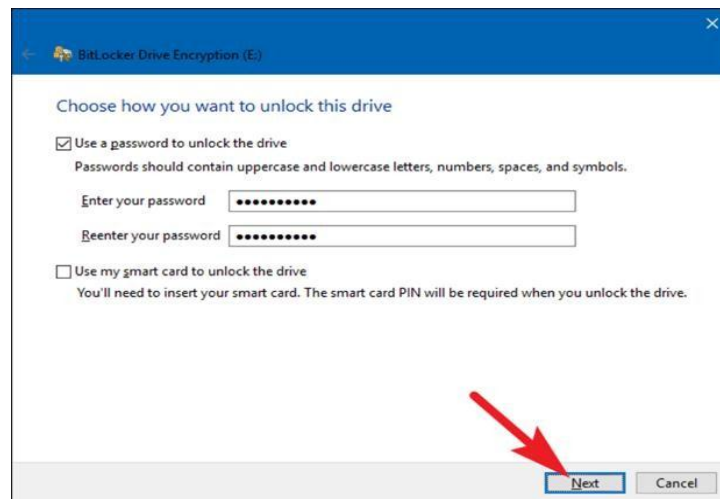 BitLocker Drive Encryption (E:)
Choose how you want to unlock this drive
Use a password to unlock the drive
Passwords should contain uppercase and lowercase letters, numbers, spaces, and symbols.
Enter your password ●●●●●●●●●●
Reenter your password ●●●●●●●●●●
Use my smart card to unlock the drive
You'll need to insert your smart card. The smart card PIN will be required when you unlock the drive.
Next Cancel